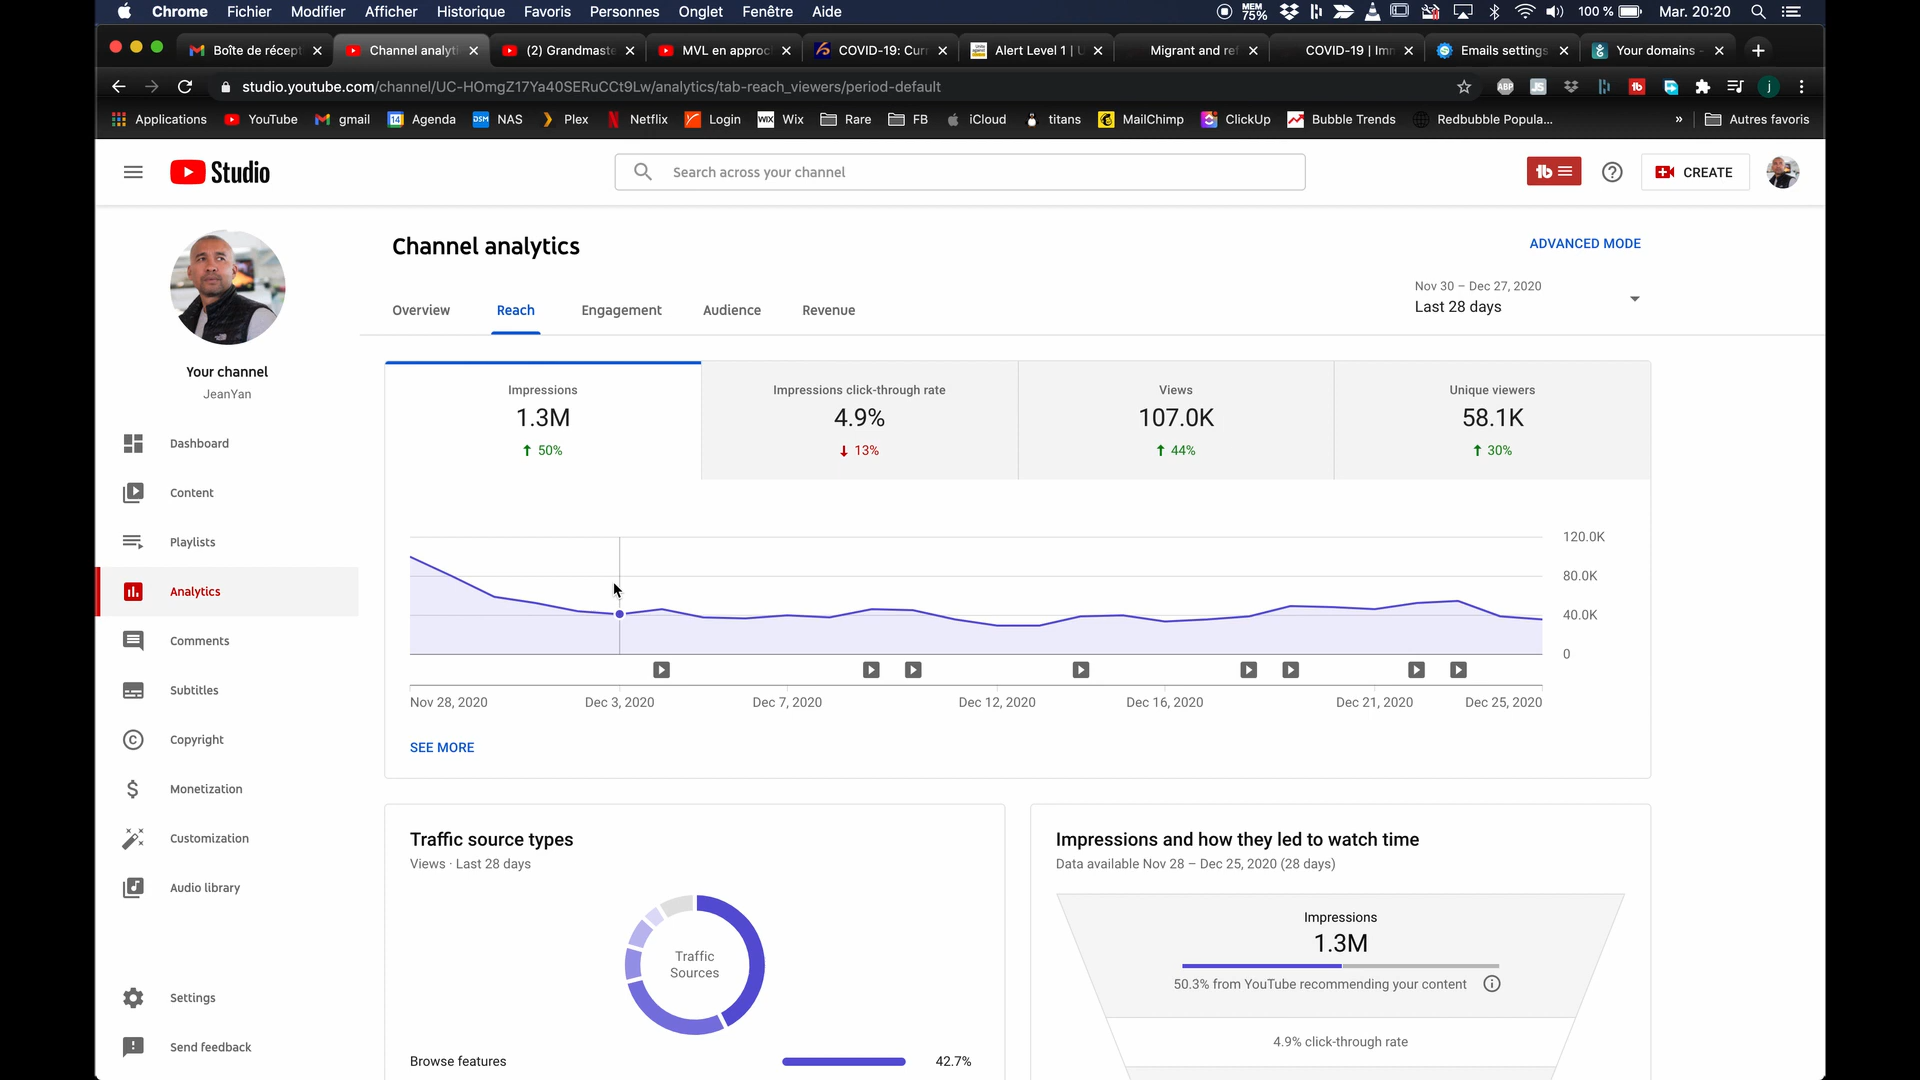 Chrome Fichier Modifier Afficher Historique Favoris Personnes Onglet Fenêtre Aide MEM 75% 100 % Mar. 20:20
Boîte de récept Channel analyti (2) Grandmaste MVL en approc COVID-19: Curr Alert Level 1 | U Migrant and ref COVID-19 | Imm Emails settings Your domains -
studio.youtube.com/channel/UC-HOmgZ17Ya40SERuCCt9Lw/analytics/tab-reach_viewers/period-default
Applications YouTube gmail Agenda NAS Plex Netflix Login Wix Rare FB iCloud titans MailChimp ClickUp Bubble Trends Redbubble Popula... » Autres favoris
Studio
Search across your channel
CREATE
Your channel
JeanYan
Dashboard
Content
Playlists
Analytics
Comments
Subtitles
Copyright
Monetization
Customization
Audio library
Settings
Send feedback
Channel analytics
ADVANCED MODE
Overview Reach Engagement Audience Revenue
Nov 30 – Dec 27, 2020
Last 28 days
Impressions
1.3M
50%
Impressions click-through rate
4.9%
13%
Views
107.0K
44%
Unique viewers
58.1K
30%
120.0K
80.0K
40.0K
0
Nov 28, 2020 Dec 3, 2020 Dec 7, 2020 Dec 12, 2020 Dec 16, 2020 Dec 21, 2020 Dec 25, 2020
SEE MORE
Traffic source types
Views · Last 28 days
Traffic
Sources
Browse features 42.7%
Impressions and how they led to watch time
Data available Nov 28 – Dec 25, 2020 (28 days)
Impressions
1.3M
50.3% from YouTube recommending your content
4.9% click-through rate